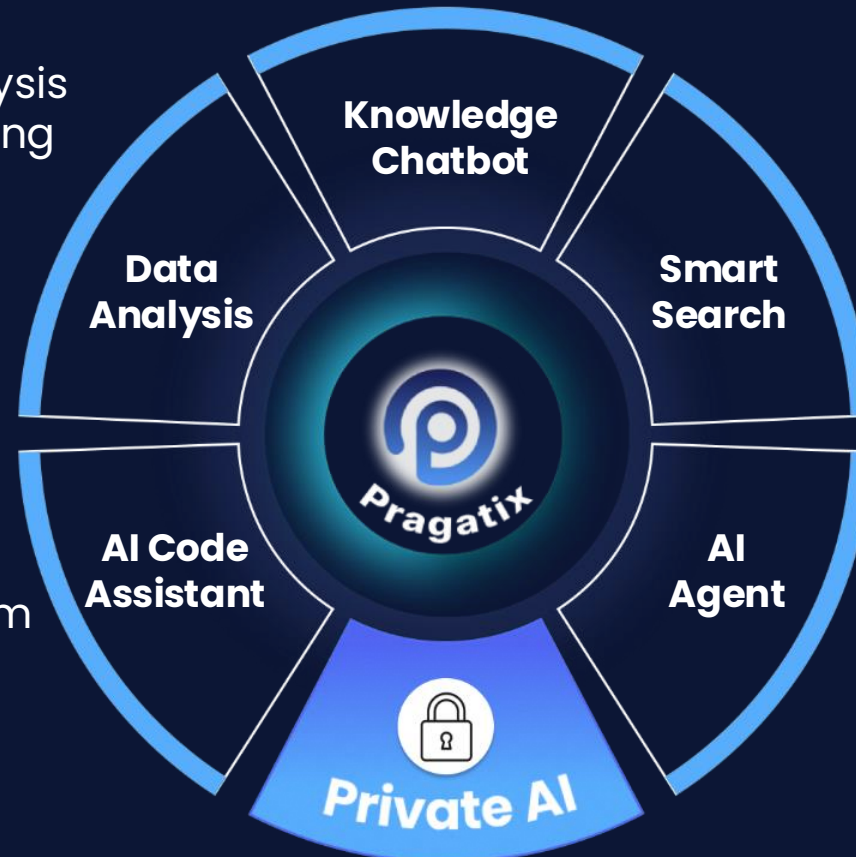 Knowledge
Chatbot
Data
Analysis
Smart
Search
Pragatix
AI Code
Assistant
AI
Agent
Private AI